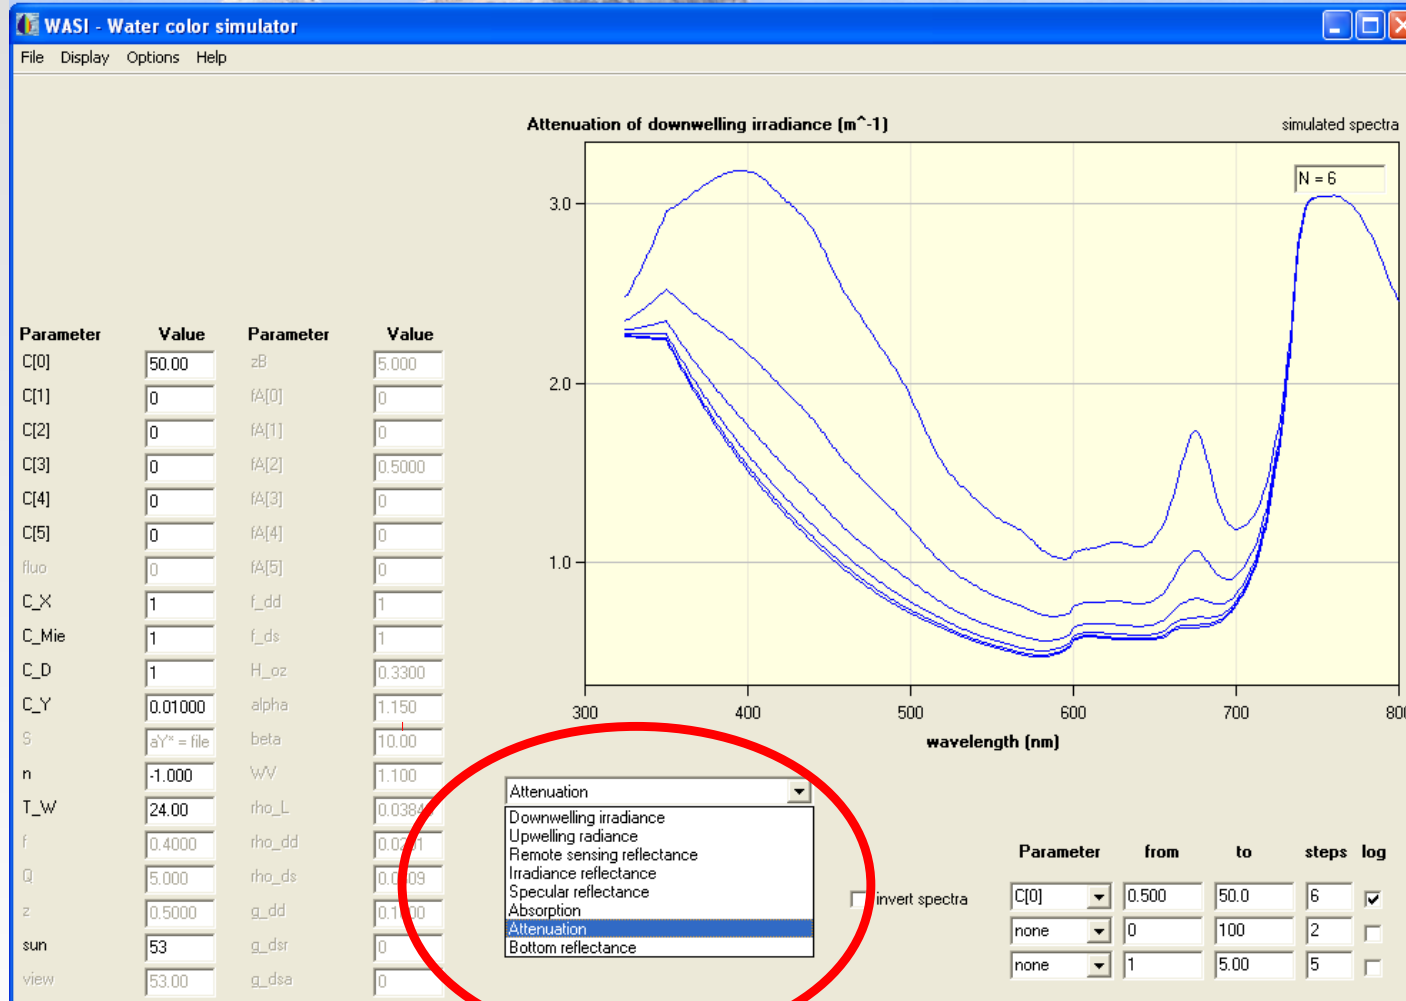 WASI - Water color simulator
File Display Options Help
Attenuation of downwelling irradiance (m^-1) simulated spectra
N = 6
3.0
2.0
1.0
300 400 500 600 700 800
wavelength (nm)
Parameter Value Parameter Value
C[0] 50.00 zB 5.000
C[1] 0 fA[0] 0
C[2] 0 fA[1] 0
C[3] 0 fA[2] 0.5000
C[4] 0 fA[3] 0
C[5] 0 fA[4] 0
fluo 0 fA[5] 0
C_X 1 f_dd 1
C_Mie 1 f_ds 1
C_D 1 H_oz 0.3300
C_Y 0.01000 alpha 1.150
S aY* = file beta 10.00
n -1.000 WV 1.100
T_W 24.00 rho_L 0.0384
f 0.4000 rho_dd
Q 5.000 rho_ds
z 0.5000 g_dd
sun 53 g_dsr 0
view 53.00 g_dsa 0
Attenuation
Downwelling irradiance
Upwelling radiance
Remote sensing reflectance
Irradiance reflectance
Specular reflectance
Absorption
Attenuation
Bottom reflectance
invert spectra
Parameter from to steps log
C[0] 0.500 50.0 6
none 0 100 2
none 1 5.00 5